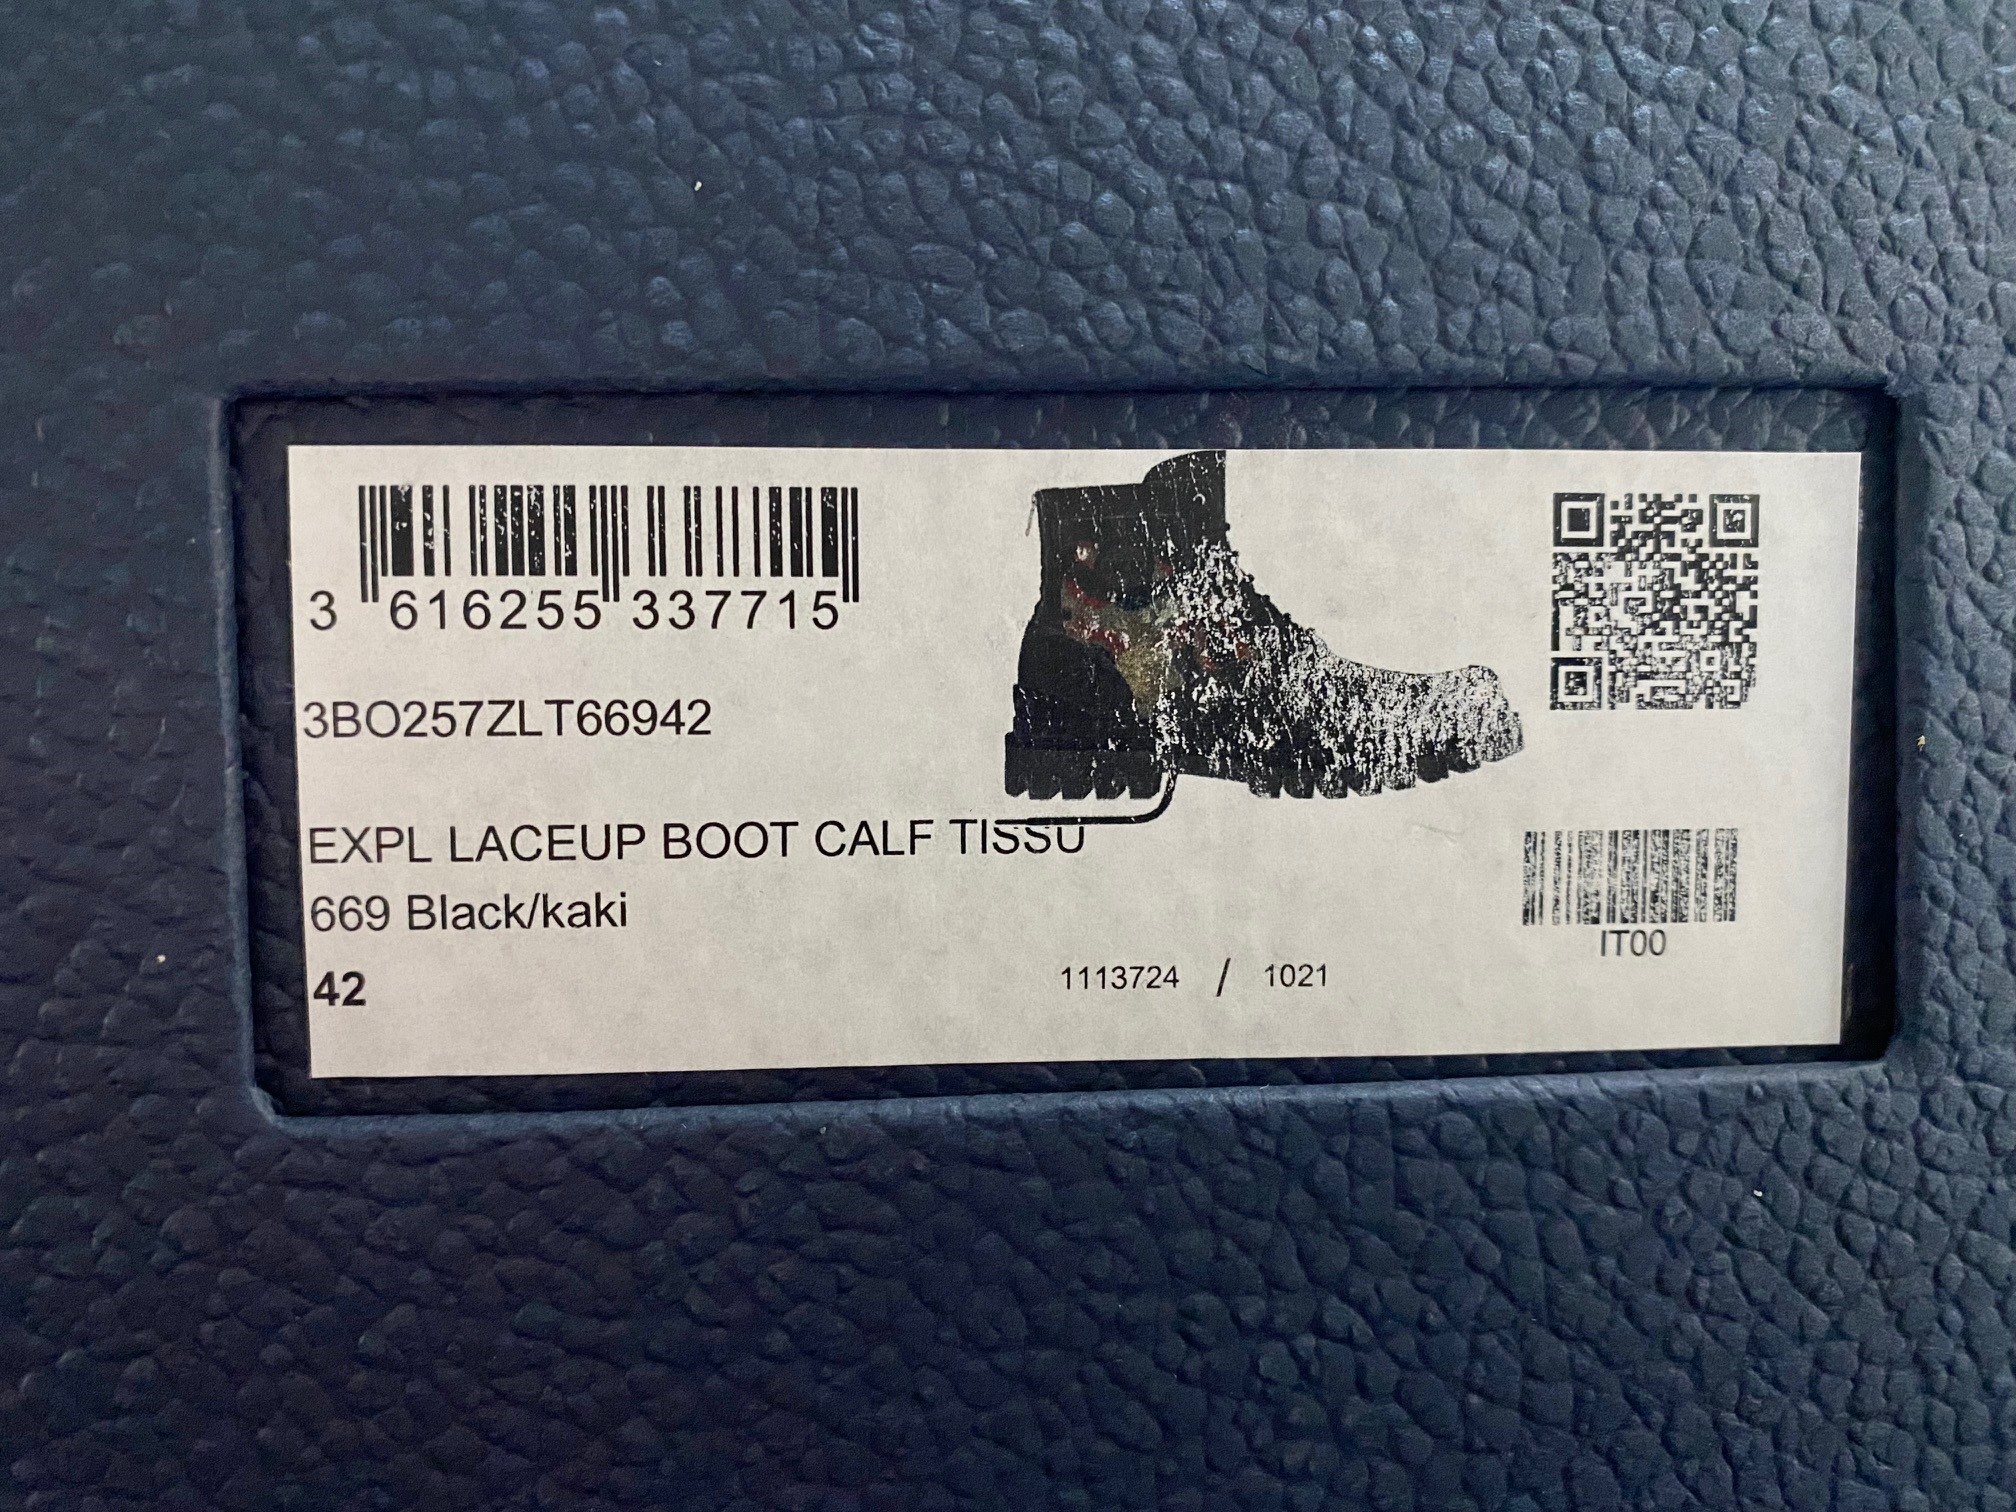 3 616255 337715
3BO257ZLT66942
EXPL LACEUP BOOT CALF TISSU
669 Black/kaki
42
1113724 / 1021
IT00